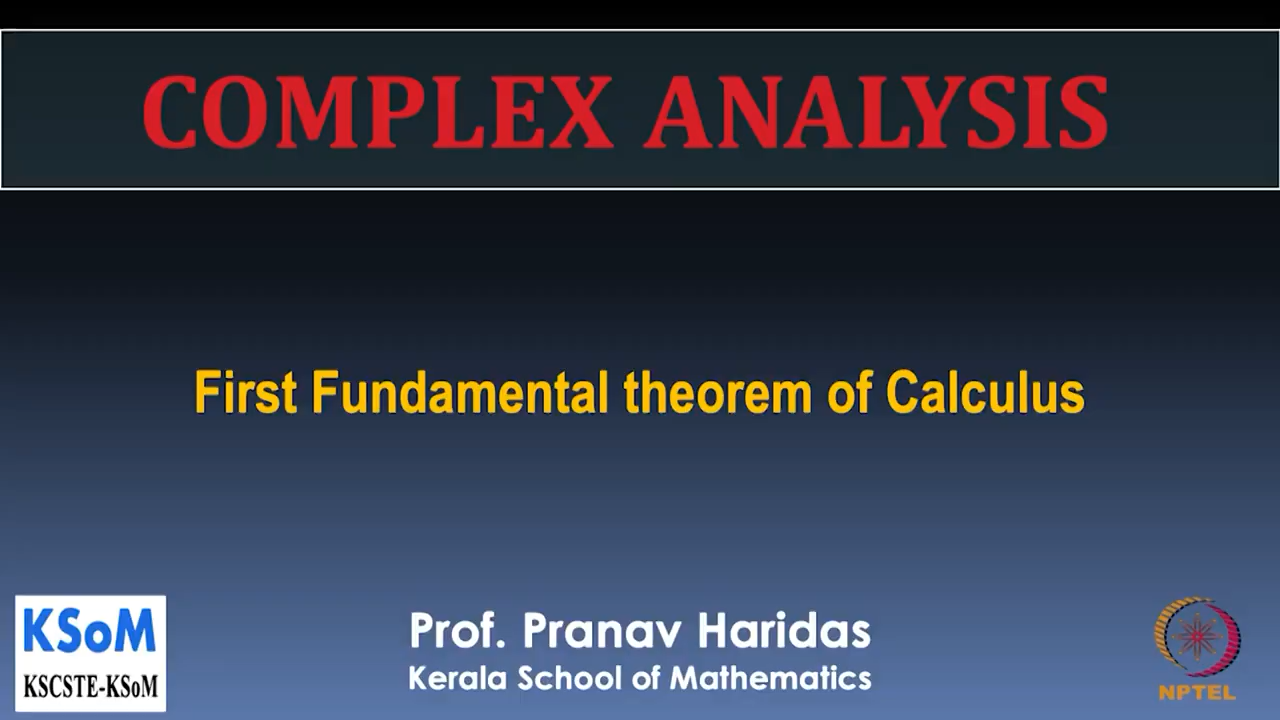 COMPLEX ANALYSIS
First Fundamental theorem of Calculus
KSoM
KSCSTE-KSoM
Prof. Pranav Haridas
Kerala School of Mathematics
NPTEL